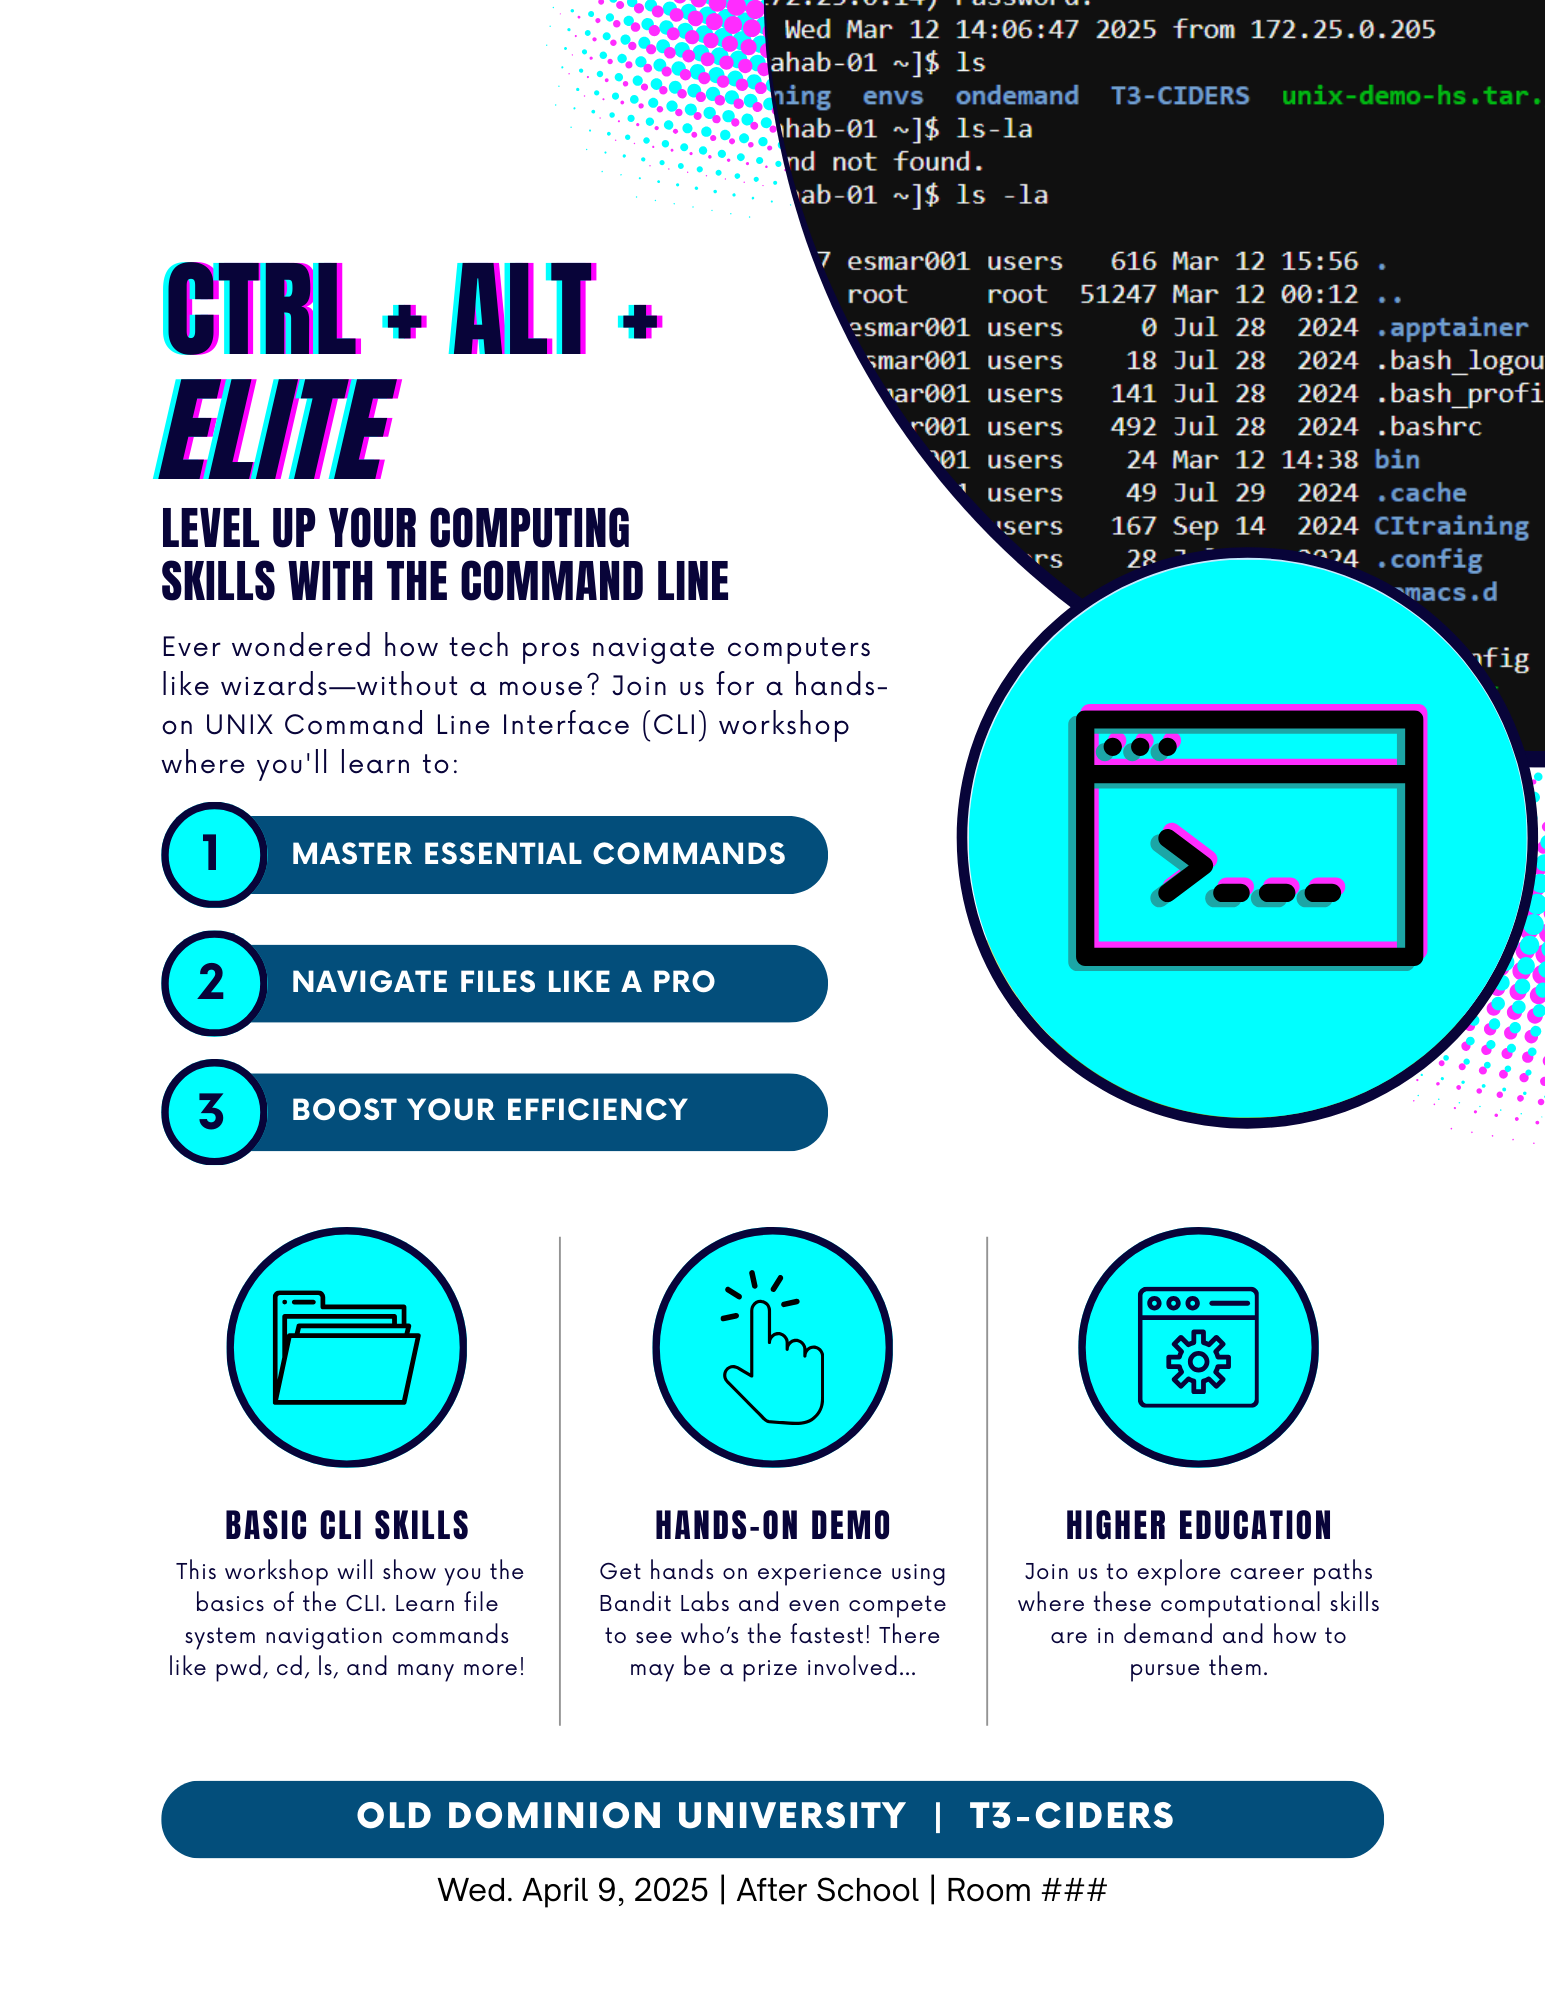 Password:
Wed Mar 12 14:06:47 2025 from 172.25.0.205
ahab-01 ~]$ ls
envs ondemand T3-CIDERS unix-demo-hs.tar.
ahab-01 ~]$ ls-la
nd not found.
hab-01 ~]$ ls -la
7 esmar001 users 616 Mar 12 15:56 .
root root 51247 Mar 12 00:12 ..
esmar001 users 0 Jul 28 2024 .apptainer
smar001 users 18 Jul 28 2024 .bash_logou
mar001 users 141 Jul 28 2024 .bash_profi
r001 users 492 Jul 28 2024 .bashrc
001 users 24 Mar 12 14:38 bin
users 49 Jul 29 2024 .cache
users 167 Sep 14 2024 CItraining
rs 28 2024 .config
emacs.d
nfig
CTRL + ALT +
ELITE
LEVEL UP YOUR COMPUTING
SKILLS WITH THE COMMAND LINE
Ever wondered how tech pros navigate computers
like wizards—without a mouse? Join us for a hands-
on UNIX Command Line Interface (CLI) workshop
where you'll learn to:
1 MASTER ESSENTIAL COMMANDS
2 NAVIGATE FILES LIKE A PRO
3 BOOST YOUR EFFICIENCY
BASIC CLI SKILLS
This workshop will show you the
basics of the CLI. Learn file
system navigation commands
like pwd, cd, ls, and many more!
HANDS-ON DEMO
Get hands on experience using
Bandit Labs and even compete
to see who’s the fastest! There
may be a prize involved...
HIGHER EDUCATION
Join us to explore career paths
where these computational skills
are in demand and how to
pursue them.
OLD DOMINION UNIVERSITY | T3-CIDERS
Wed. April 9, 2025 | After School | Room ###